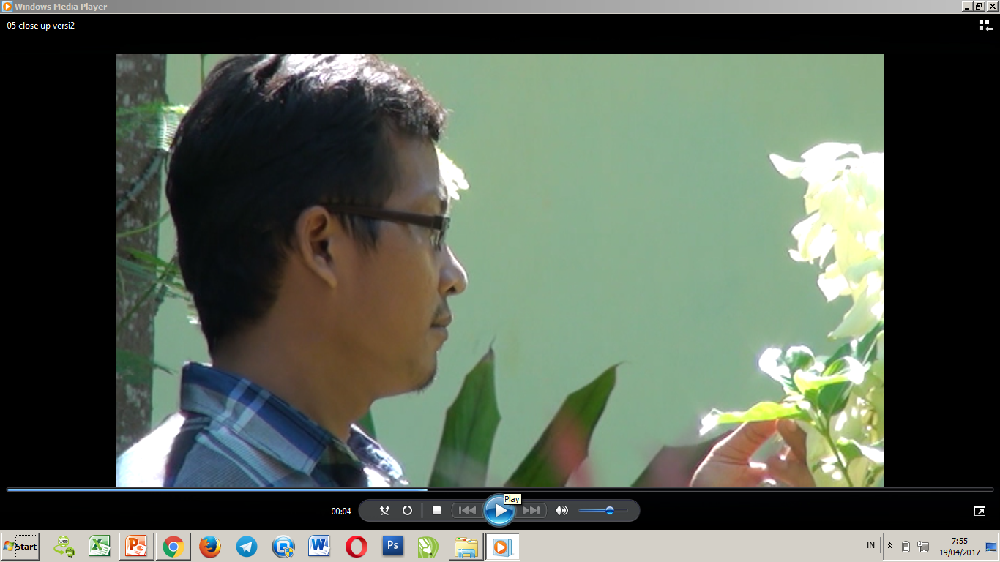 Windows Media Player
05 close up versi2
Play
00:04
Start
Ps
IN
7:55
19/04/2017